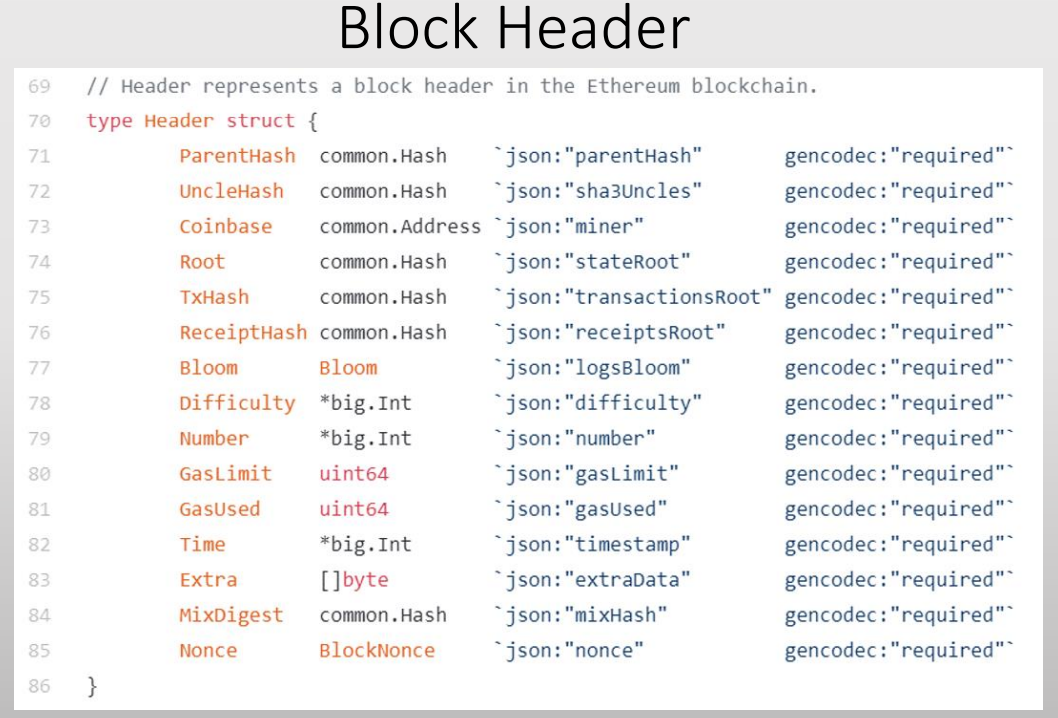 Block Header
69 // Header represents a block header in the Ethereum blockchain.
70 type Header struct {
71 ParentHash common.Hash `json:"parentHash" gencodec:"required"`
72 UncleHash common.Hash `json:"sha3Uncles" gencodec:"required"`
73 Coinbase common.Address `json:"miner" gencodec:"required"`
74 Root common.Hash `json:"stateRoot" gencodec:"required"`
75 TxHash common.Hash `json:"transactionsRoot" gencodec:"required"`
76 ReceiptHash common.Hash `json:"receiptsRoot" gencodec:"required"`
77 Bloom Bloom `json:"logsBloom" gencodec:"required"`
78 Difficulty *big.Int `json:"difficulty" gencodec:"required"`
79 Number *big.Int `json:"number" gencodec:"required"`
80 GasLimit uint64 `json:"gasLimit" gencodec:"required"`
81 GasUsed uint64 `json:"gasUsed" gencodec:"required"`
82 Time *big.Int `json:"timestamp" gencodec:"required"`
83 Extra []byte `json:"extraData" gencodec:"required"`
84 MixDigest common.Hash `json:"mixHash" gencodec:"required"`
85 Nonce BlockNonce `json:"nonce" gencodec:"required"`
86 }